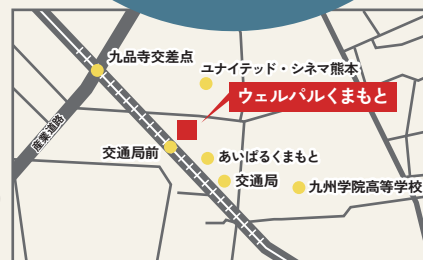 九品寺交差点
ユナイテッド・シネマ熊本
ウェルパルくまもと
産業道路
交通局前
あいぱるくまもと
交通局
九州学院高等学校